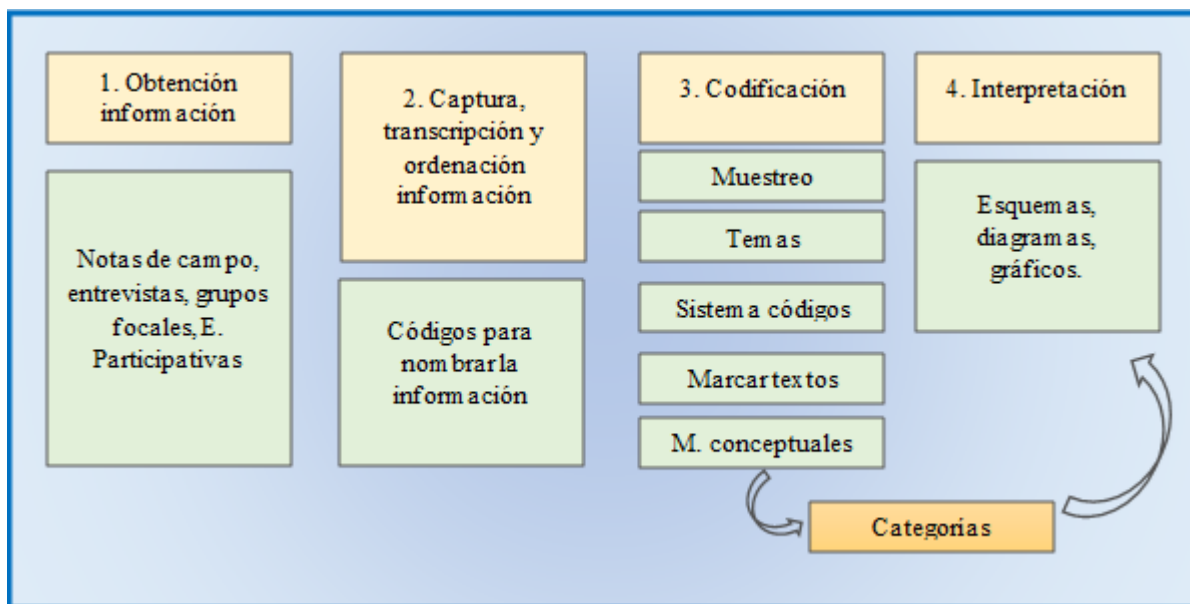 1. Obtención
información
Notas de campo,
entrevistas, grupos
focales, E.
Participativas
2. Captura,
transcripción y
ordenación
información
Códigos para
nombrar la
información
3. Codificación
Muestreo
Temas
Sistema códigos
Marcar textos
M. conceptuales
Categorías
4. Interpretación
Esquemas,
diagramas,
gráficos.